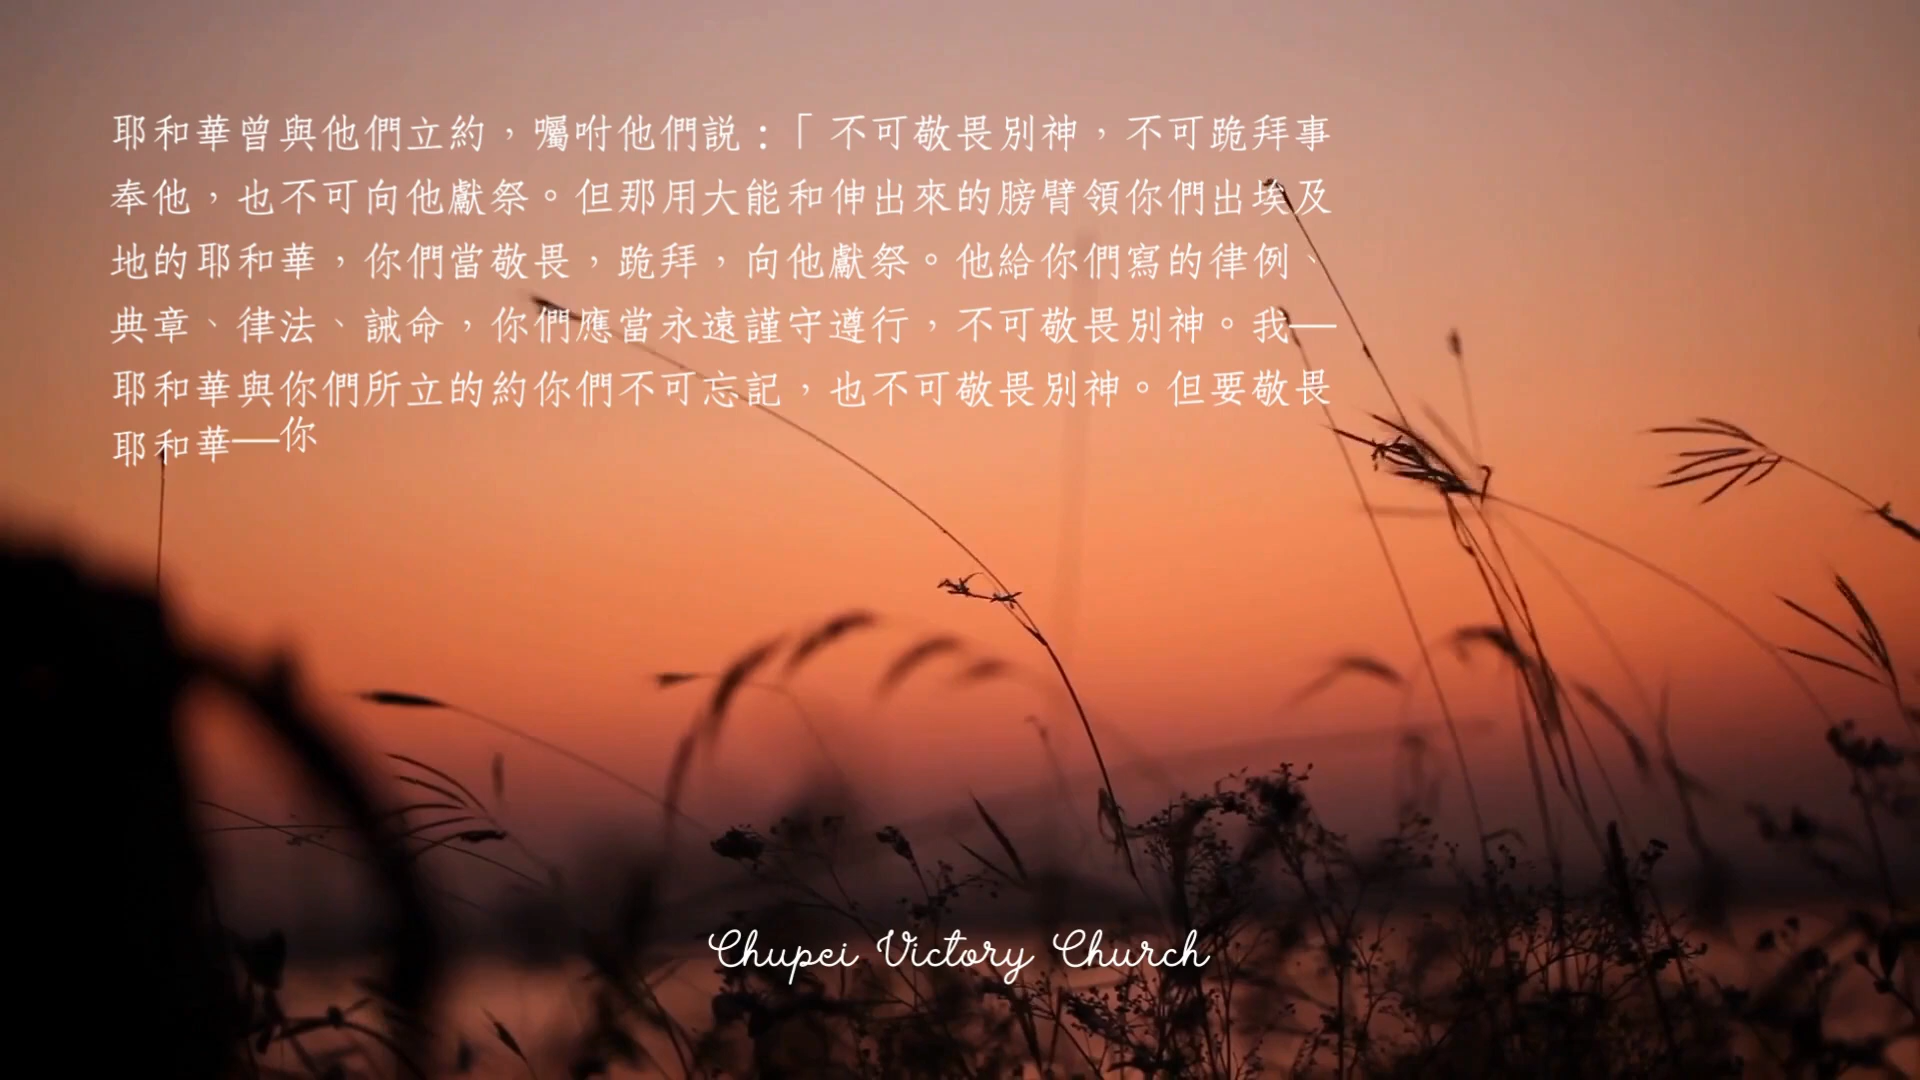 耶和華曾與他們立約，囑咐他們説：「 不可敬畏別神，不可跪拜事
奉他，也不可向他獻祭。但那用大能和伸出來的膀臂領你們出埃及
地的耶和華，你們當敬畏，跪拜，向他獻祭。他給你們寫的律例、
典章、律法、誡命，你們應當永遠謹守遵行，不可敬畏別神。我──
耶和華與你們所立的約你們不可忘記，也不可敬畏別神。但要敬畏
耶和華──你
Chupei Victory Church